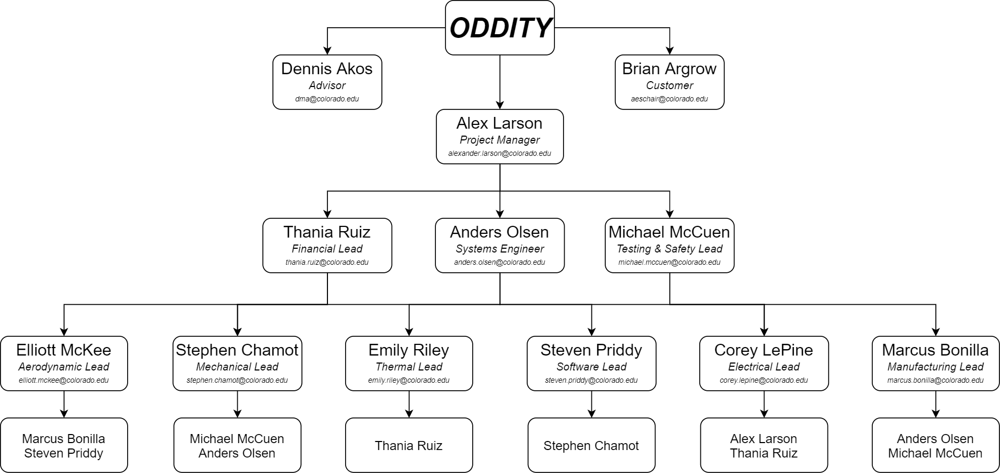 ODDITY
Dennis Akos
Advisor
dma@colorado.edu
Brian Argrow
Customer
aeschair@colorado.edu
Alex Larson
Project Manager
alexander.larson@colorado.edu
Thania Ruiz
Financial Lead
thania.ruiz@colorado.edu
Anders Olsen
Systems Engineer
anders.olsen@colorado.edu
Michael McCuen
Testing & Safety Lead
michael.mccuen@colorado.edu
Elliott McKee
Aerodynamic Lead
elliott.mckee@colorado.edu
Stephen Chamot
Mechanical Lead
stephen.chamot@colorado.edu
Emily Riley
Thermal Lead
emily.riley@colorado.edu
Steven Priddy
Software Lead
steven.priddy@colorado.edu
Corey LePine
Electrical Lead
corey.lepine@colorado.edu
Marcus Bonilla
Manufacturing Lead
marcus.bonilla@colorado.edu
Marcus Bonilla
Steven Priddy
Michael McCuen
Anders Olsen
Thania Ruiz
Stephen Chamot
Alex Larson
Thania Ruiz
Anders Olsen
Michael McCuen